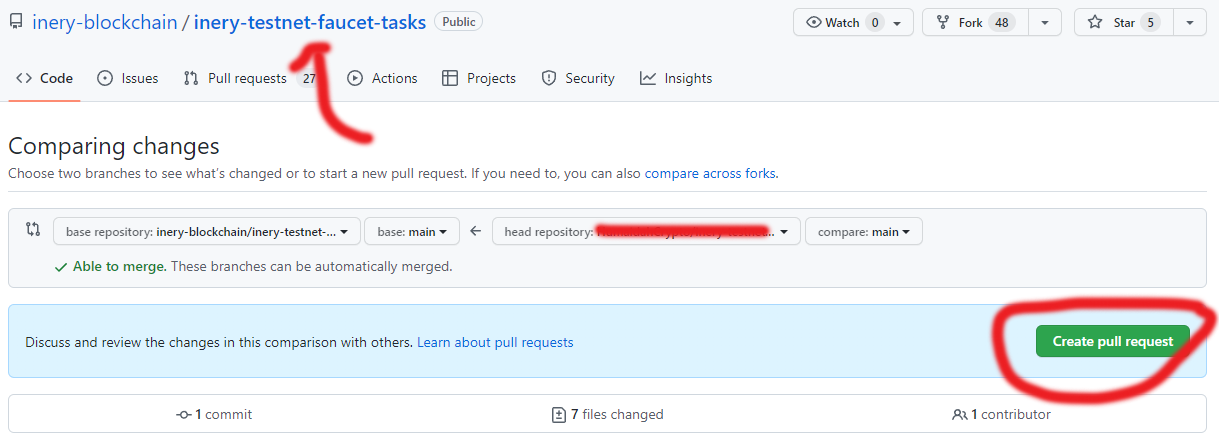 inery-blockchain / inery-testnet-faucet-tasks Public Watch 0 Fork 48 Star 5
Code Issues Pull requests 27 Actions Projects Security Insights
Comparing changes
Choose two branches to see what's changed or to start a new pull request. If you need to, you can also compare across forks.
base repository: inery-blockchain/inery-testnet-... base: main head repository: ... compare: main
Able to merge. These branches can be automatically merged.
Discuss and review the changes in this comparison with others. Learn about pull requests Create pull request
1 commit 7 files changed 1 contributor